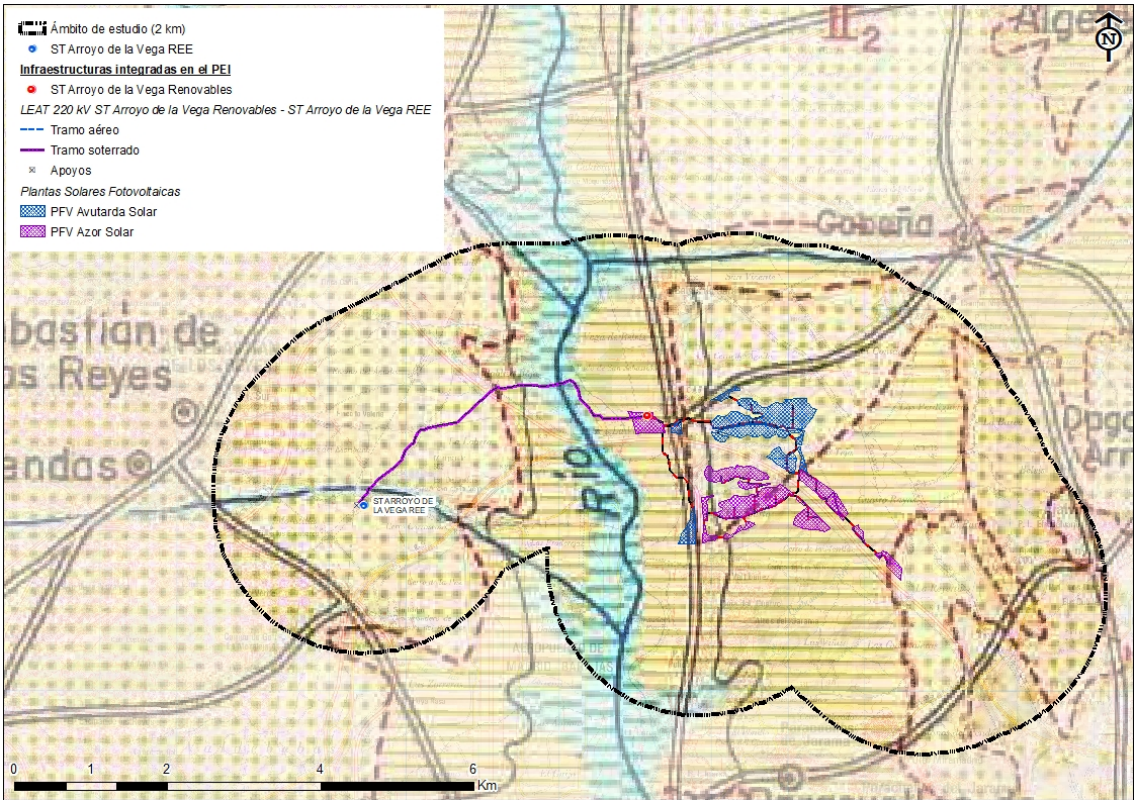 Ámbito de estudio (2 km)
ST Arroyo de la Vega REE
Infraestructuras integradas en el PEI
ST Arroyo de la Vega Renovables
LEAT 220 kV ST Arroyo de la Vega Renovables - ST Arroyo de la Vega REE
Tramo aéreo
Tramo soterrado
Apoyos
Plantas Solares Fotovoltaicas
PFV Avutarda Solar
PFV Azor Solar
II2
Alge
N
Cobeña
bastián de
os Reyes
endas
Río
ST ARROYO DE
LA VEGA REE
0 1 2 4 6
Km